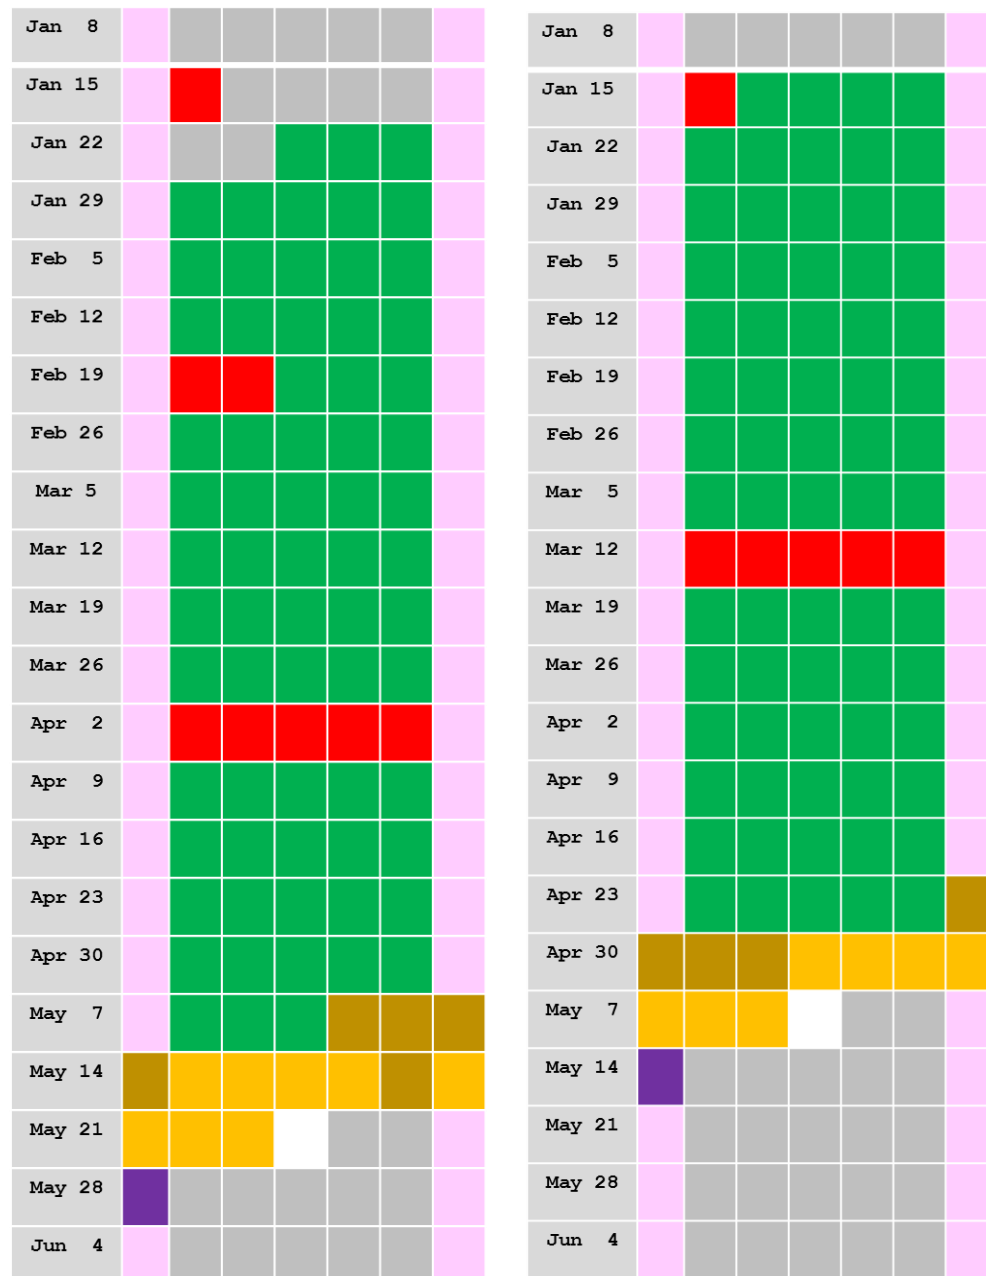 Jan 8
Jan 15
Jan 22
Jan 29
Feb 5
Feb 12
Feb 19
Feb 26
Mar 5
Mar 12
Mar 19
Mar 26
Apr 2
Apr 9
Apr 16
Apr 23
Apr 30
May 7
May 14
May 21
May 28
Jun 4
Jan 8
Jan 15
Jan 22
Jan 29
Feb 5
Feb 12
Feb 19
Feb 26
Mar 5
Mar 12
Mar 19
Mar 26
Apr 2
Apr 9
Apr 16
Apr 23
Apr 30
May 7
May 14
May 21
May 28
Jun 4